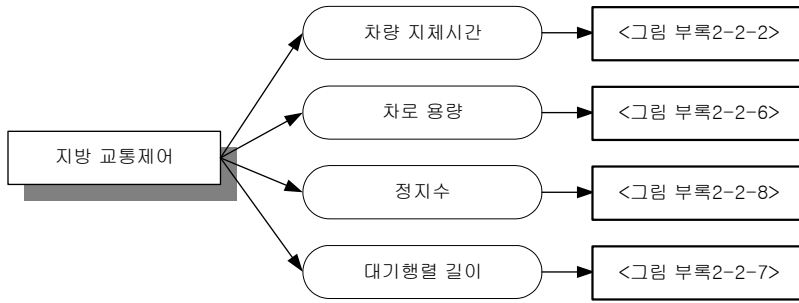 차량 지체시간
<그림 부록2-2-2>
차로 용량
<그림 부록2-2-6>
지방 교통제어
정지수
<그림 부록2-2-8>
대기행렬 길이
<그림 부록2-2-7>